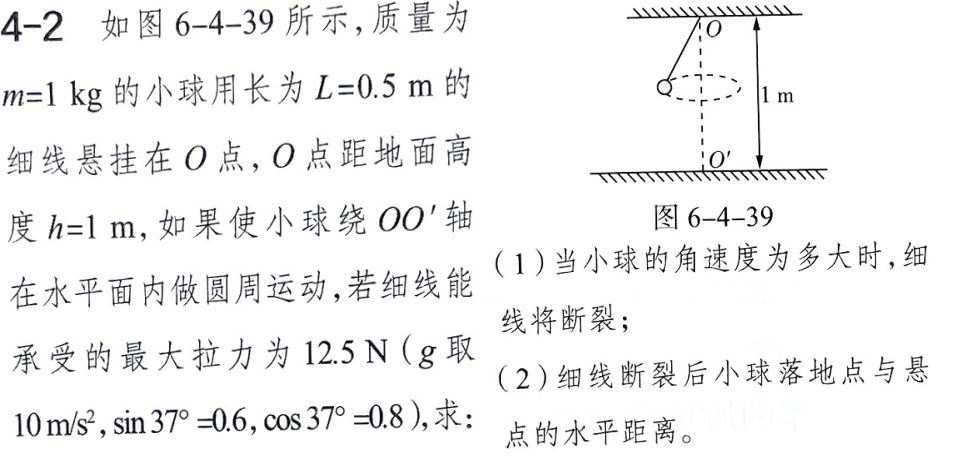 4-2 如图 6-4-39 所示,质量为
m=1 kg 的小球用长为 L=0.5 m 的
细线悬挂在 O 点, O 点距地面高
度 h=1 m, 如果使小球绕 OO′ 轴
在水平面内做圆周运动,若细线能
承受的最大拉力为 12.5 N (g 取
10 m/s², sin 37°=0.6, cos 37°=0.8),求:
O
1 m
O′
图 6-4-39
(1)当小球的角速度为多大时,细
线将断裂;
(2)细线断裂后小球落地点与悬
点的水平距离。